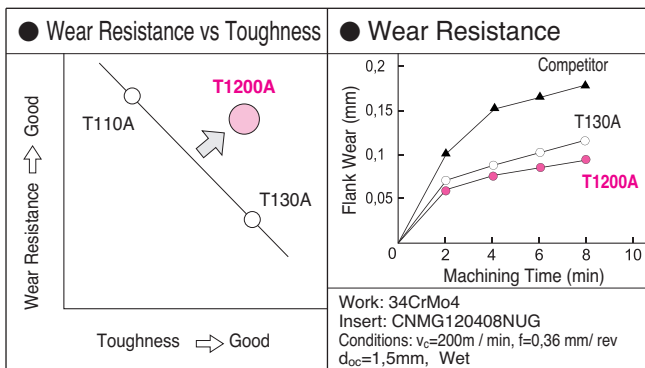 ● Wear Resistance vs Toughness
Wear Resistance ⇨ Good
T110A
T1200A
T130A
Toughness ⇨ Good
● Wear Resistance
Flank Wear (mm)
0,2
0,15
0,1
0,05
0
2
4
6
8
10
Competitor
T130A
T1200A
Machining Time (min)
Work: 34CrMo4
Insert: CNMG120408NUG
Conditions: vc=200m / min, f=0,36 mm/ rev
doc=1,5mm, Wet